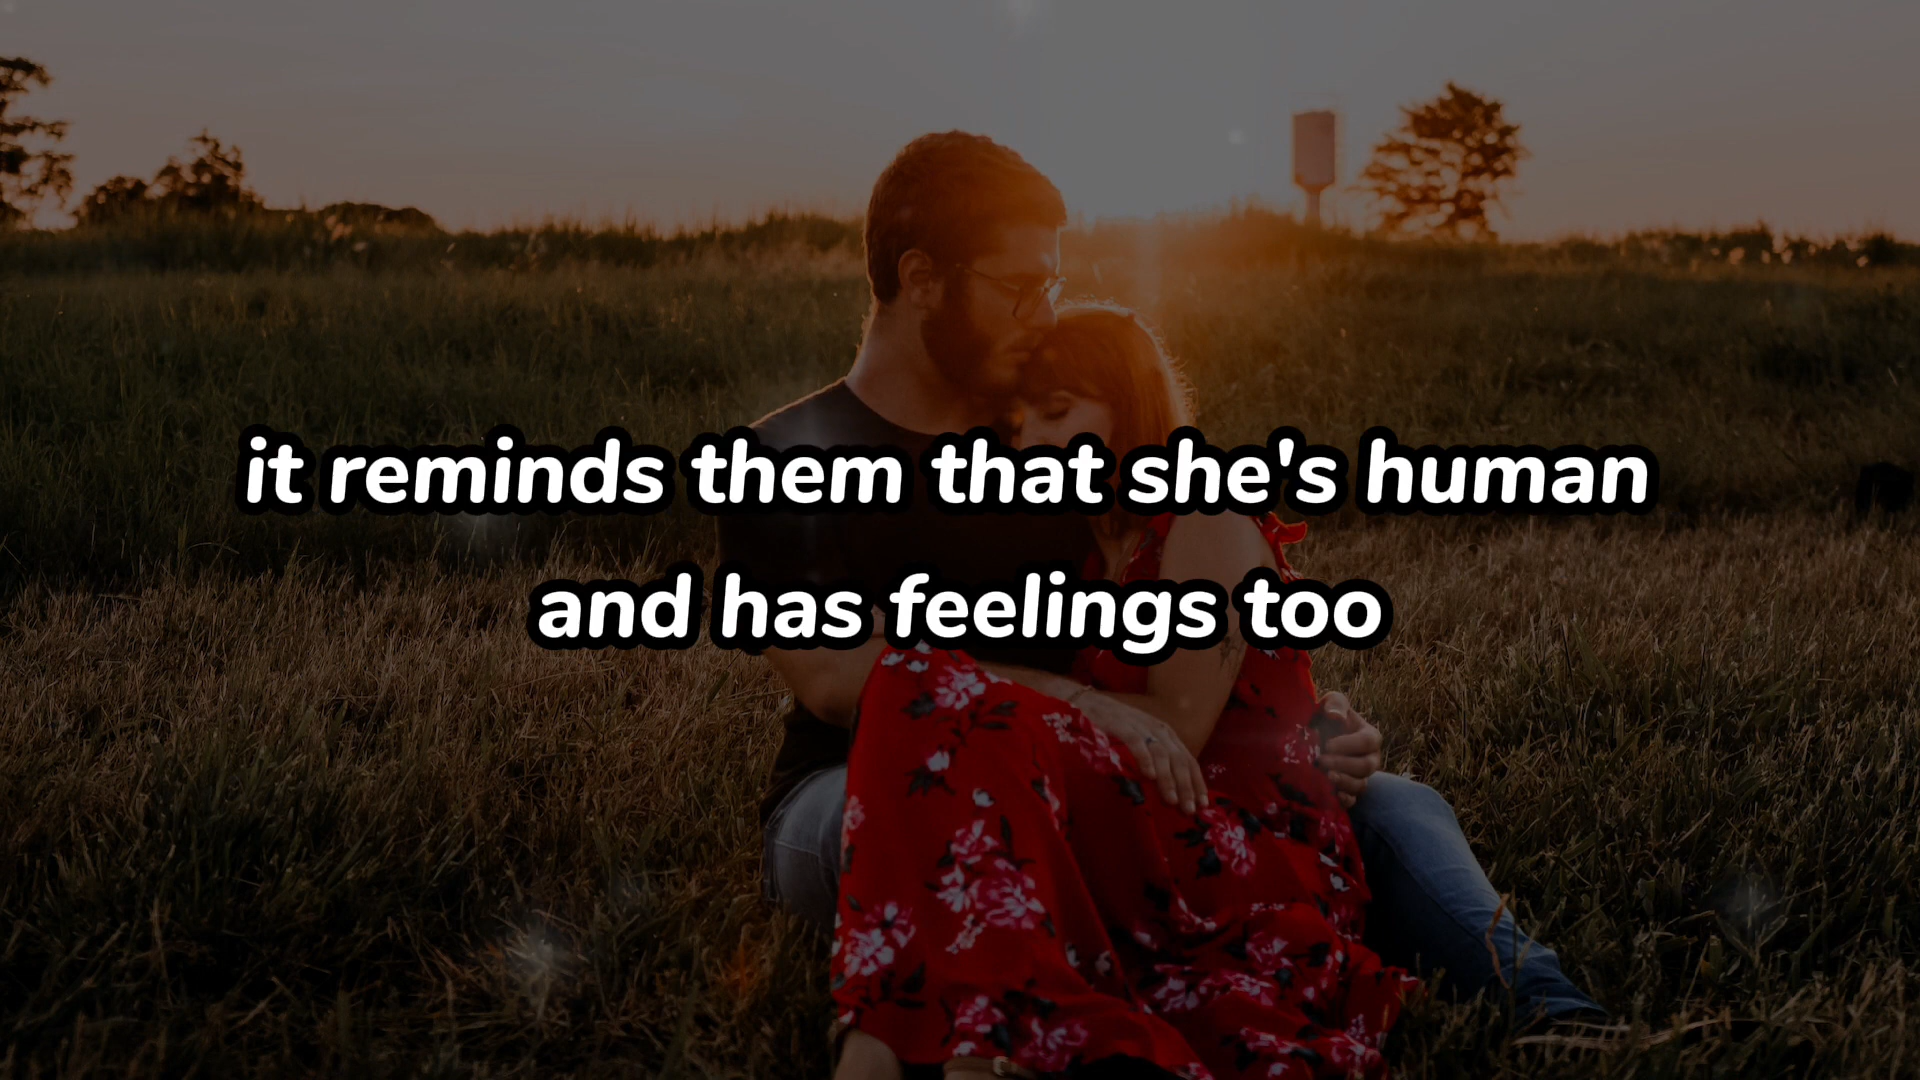 it reminds them that she's human
and has feelings too